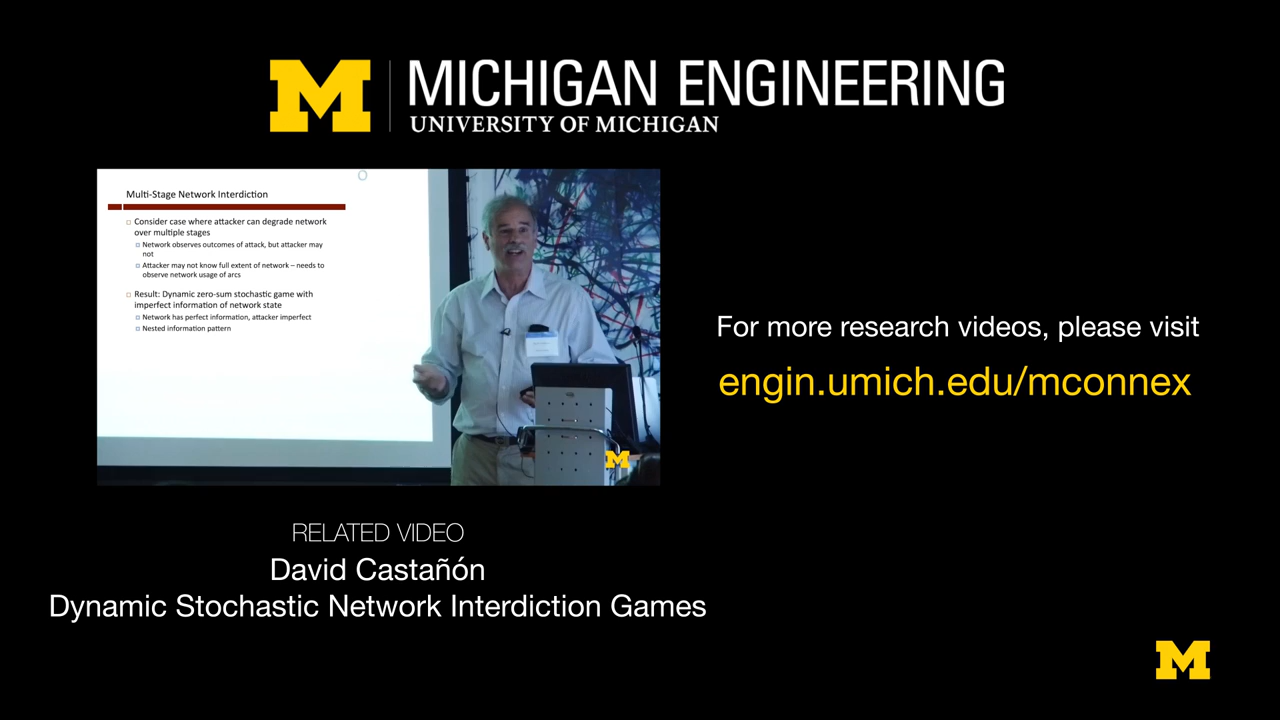 M
MICHIGAN ENGINEERING
UNIVERSITY OF MICHIGAN
Multi-Stage Network Interdiction
Consider case where attacker can degrade network
over multiple stages
Network observes outcomes of attack, but attacker may
not
Attacker may not know full extent of network – needs to
observe network usage of arcs
Result: Dynamic zero-sum stochastic game with
imperfect information of network state
Network has perfect information, attacker imperfect
Nested information pattern
M
For more research videos, please visit
engin.umich.edu/mconnex
RELATED VIDEO
David Castañón
Dynamic Stochastic Network Interdiction Games
M